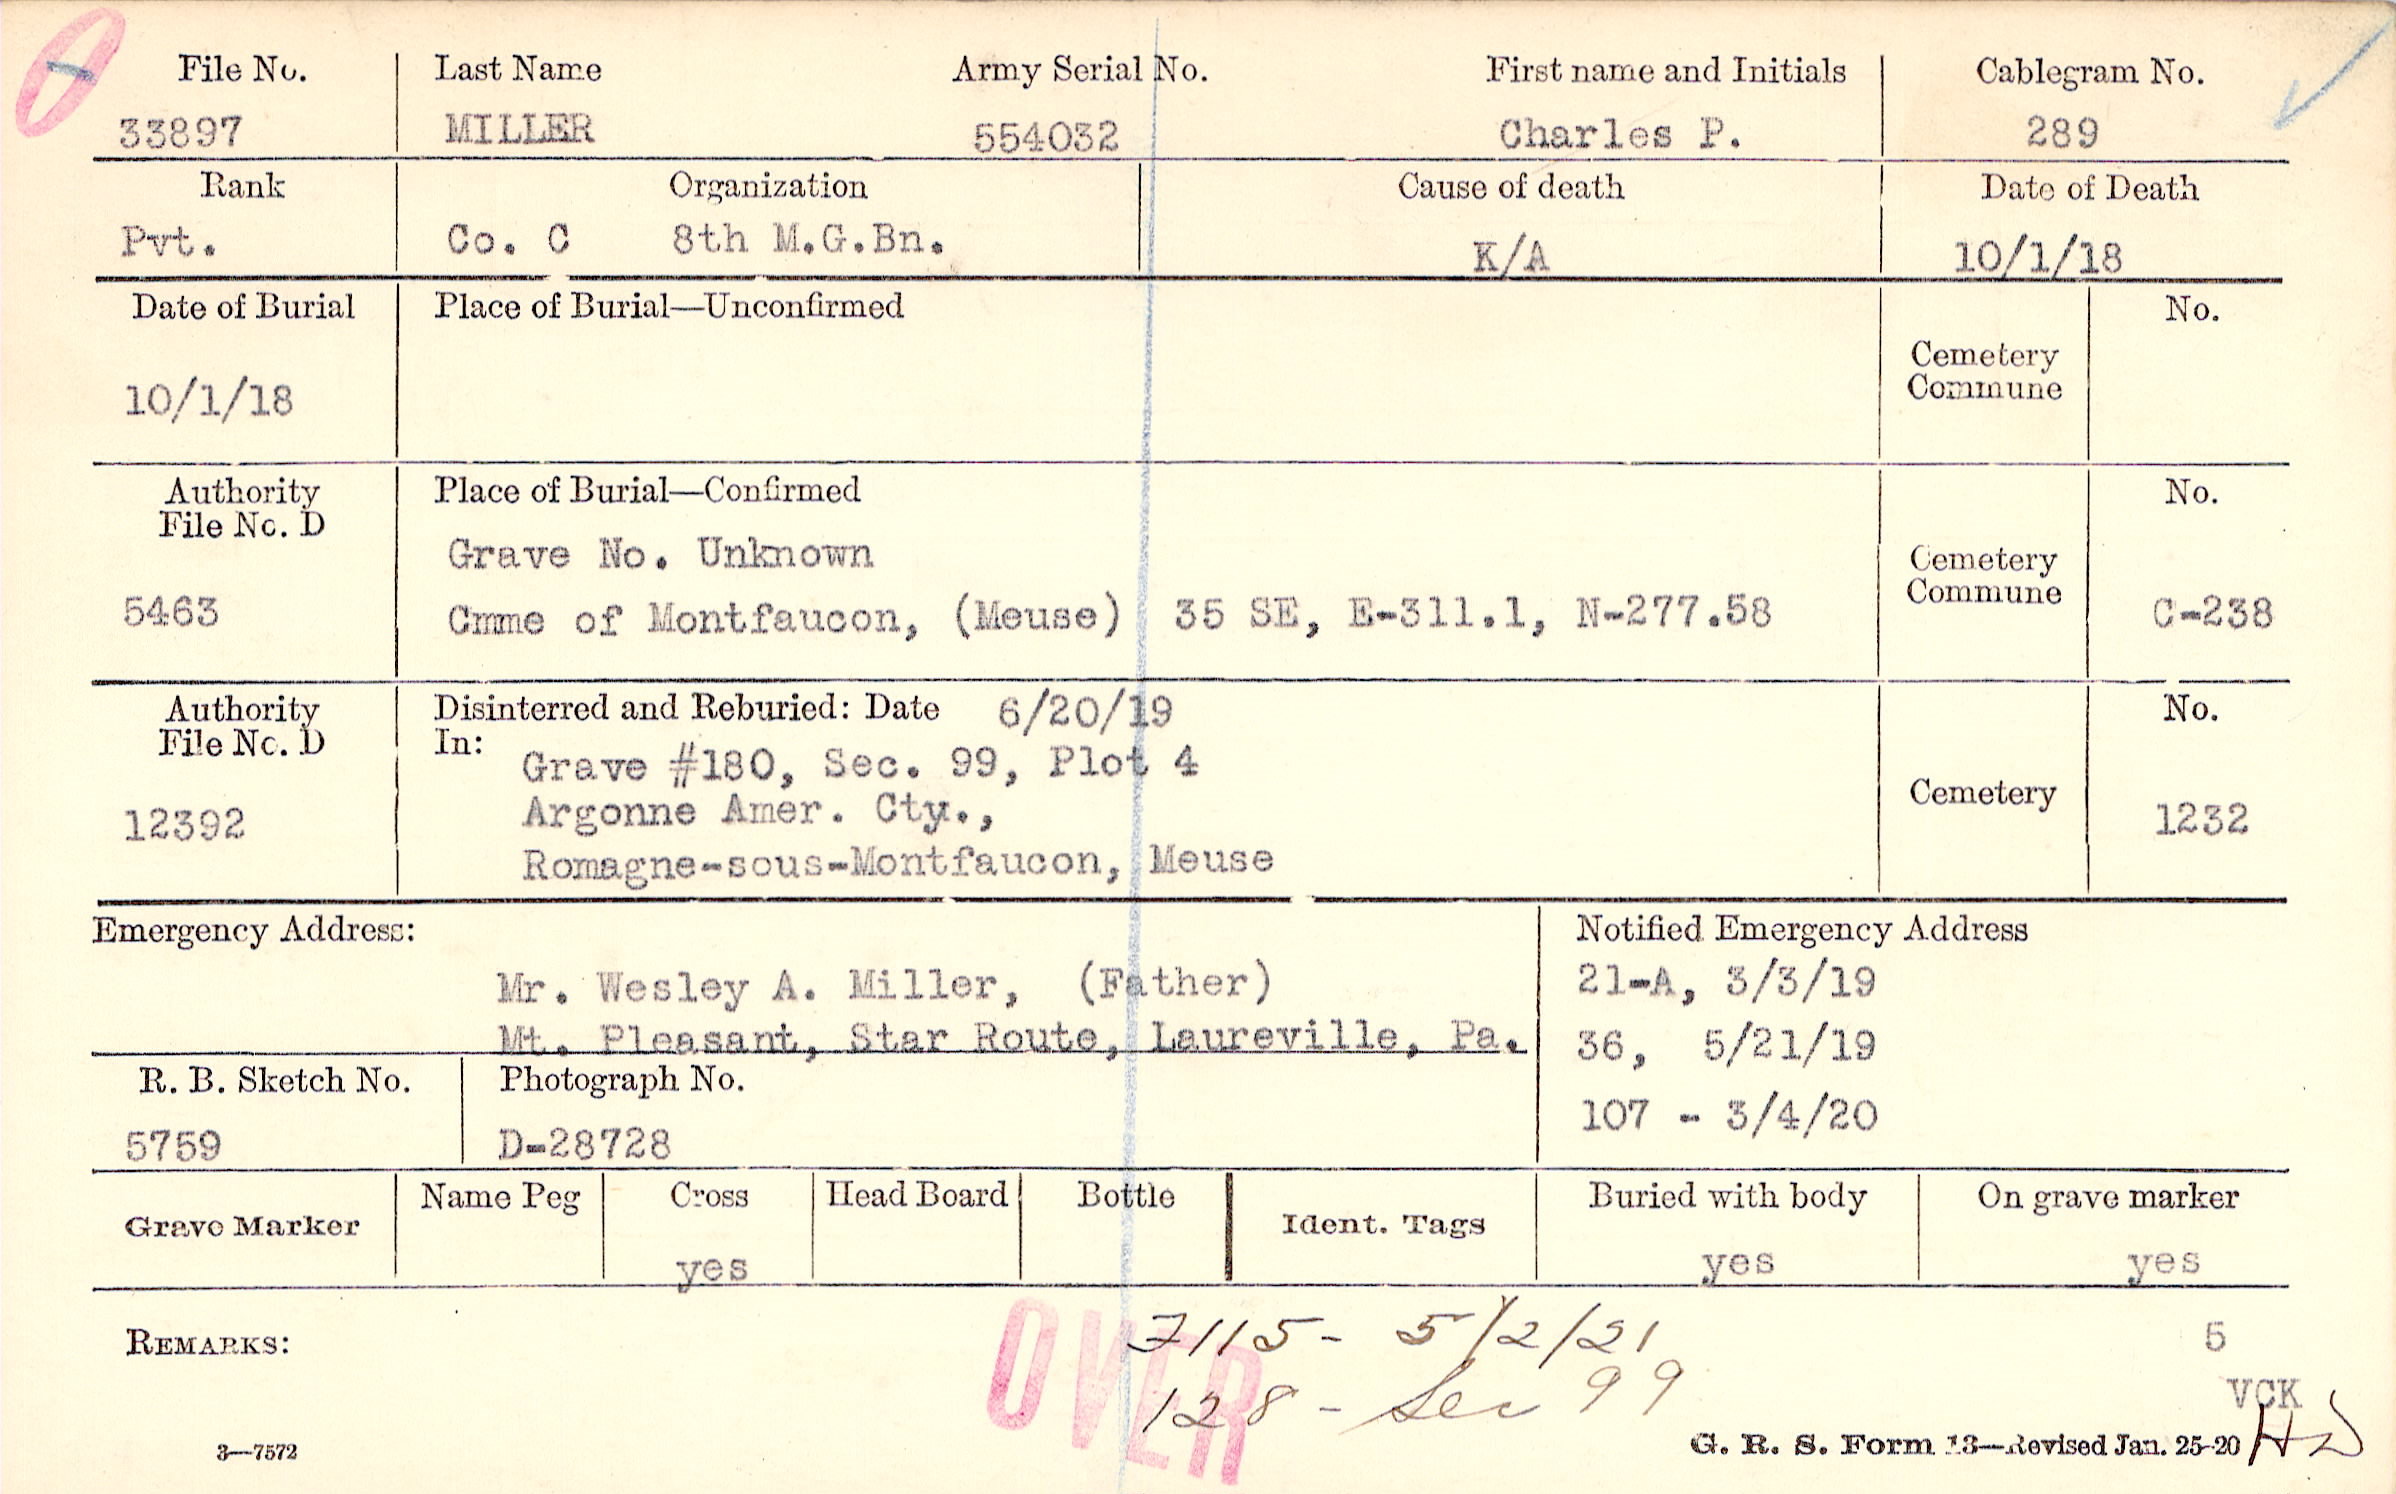 File No. Last Name Army Serial No. First name and Initials Cablegram No.
33897 MILLER 554032 Charles P. 289
Rank Organization Cause of death Date of Death
Pvt. Co. C 8th M.G.Bn. K/A 10/1/18
Date of Burial Place of Burial—Unconfirmed No.
Cemetery
Commune
10/1/18
Authority Place of Burial—Confirmed No.
File No. D
Grave No. Unknown
Cemetery
Commune
5463 Cmme of Montfaucon, (Meuse) 35 SE, E-311.1, N-277.58 C-238
Authority Disinterred and Reburied: Date 6/20/19 No.
File No. D In:
Grave #180, Sec. 99, Plot 4
Cemetery
12392 Argonne Amer. Cty., 1232
Romagne-sous-Montfaucon, Meuse
Emergency Address: Notified Emergency Address
Mr. Wesley A. Miller, (Father) 21-A, 3/3/19
Mt. Pleasant, Star Route, Laureville, Pa. 36, 5/21/19
R. B. Sketch No. Photograph No.
107 - 3/4/20
5759 D-28728
Name Peg Cross Head Board Bottle Buried with body On grave marker
Grave Marker Ident. Tags
yes yes yes
REMARKS: 7115 - 5/2/21 5
OVER
128 - Sec 99 VCK
3—7572 G. R. S. Form 13—Revised Jan. 25-20